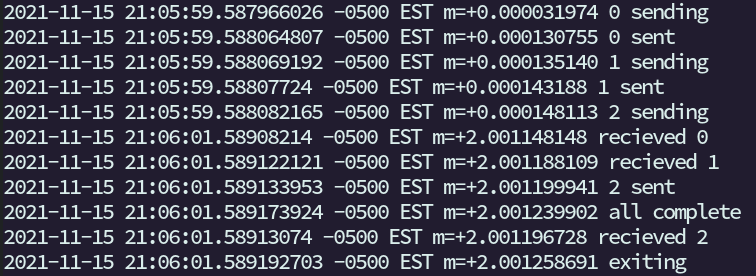 2021-11-15 21:05:59.587966026 -0500 EST m=+0.000031974 0 sending
2021-11-15 21:05:59.588064807 -0500 EST m=+0.000130755 0 sent
2021-11-15 21:05:59.588069192 -0500 EST m=+0.000135140 1 sending
2021-11-15 21:05:59.58807724 -0500 EST m=+0.000143188 1 sent
2021-11-15 21:05:59.588082165 -0500 EST m=+0.000148113 2 sending
2021-11-15 21:06:01.58908214 -0500 EST m=+2.001148148 recieved 0
2021-11-15 21:06:01.589122121 -0500 EST m=+2.001188109 recieved 1
2021-11-15 21:06:01.589133953 -0500 EST m=+2.001199941 2 sent
2021-11-15 21:06:01.589173924 -0500 EST m=+2.001239902 all complete
2021-11-15 21:06:01.58913074 -0500 EST m=+2.001196728 recieved 2
2021-11-15 21:06:01.589192703 -0500 EST m=+2.001258691 exiting